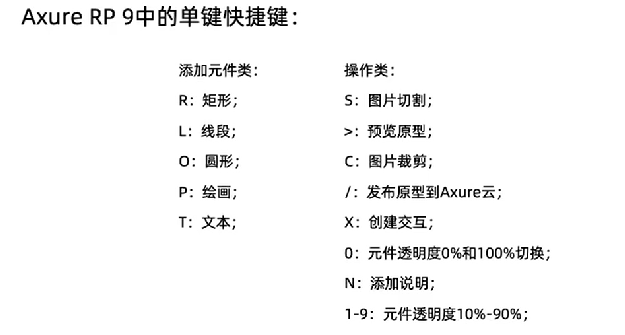 Axure RP 9中的单键快捷键：
添加元件类：
R：矩形；
L：线段；
O：圆形；
P：绘画；
T：文本；
操作类：
S：图片切割；
>：预览原型；
C：图片裁剪；
/：发布原型到Axure云；
X：创建交互；
0：元件透明度0%和100%切换；
N：添加说明；
1-9：元件透明度10%-90%；